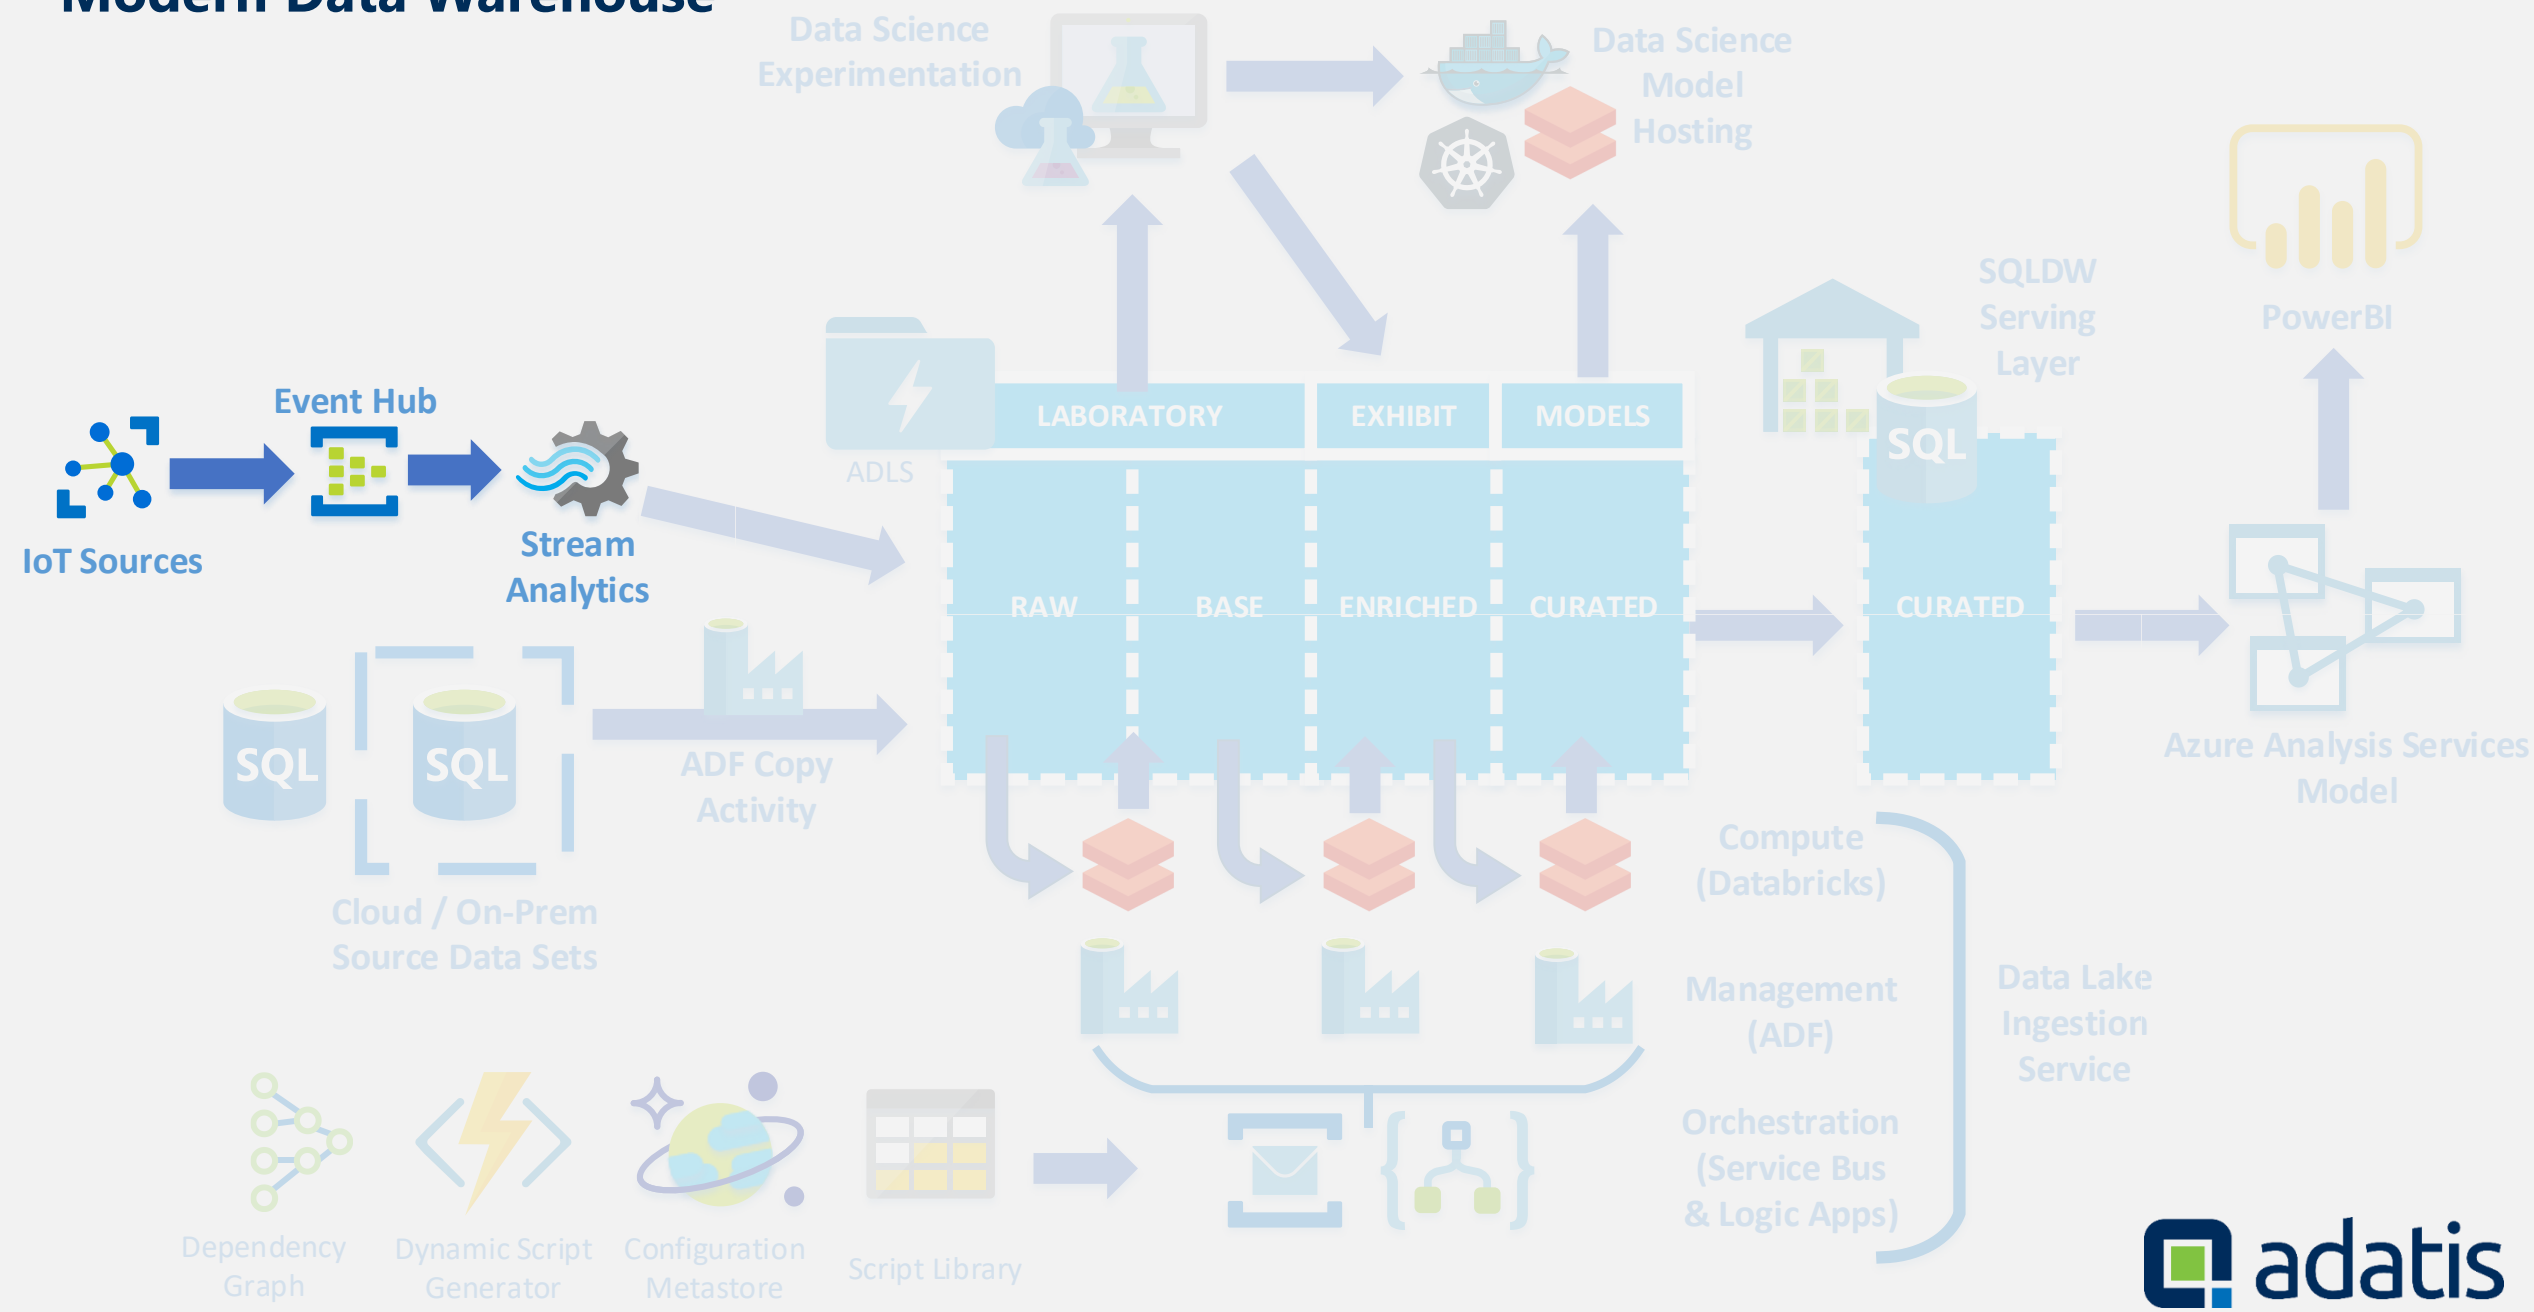 Modern Data Warehouse
Data Science
Experimentation
Data Science
Model
Hosting
SQLDW
Serving
Layer
PowerBI
Event Hub
IoT Sources
Stream
Analytics
ADLS
LABORATORY
EXHIBIT
MODELS
RAW
BASE
ENRICHED
CURATED
SQL
CURATED
SQL
SQL
ADF Copy
Activity
Cloud / On-Prem
Source Data Sets
Azure Analysis Services
Model
Compute
(Databricks)
Management
(ADF)
Orchestration
(Service Bus
& Logic Apps)
Data Lake
Ingestion
Service
Dependency
Graph
Dynamic Script
Generator
Configuration
Metastore
Script Library
adatis